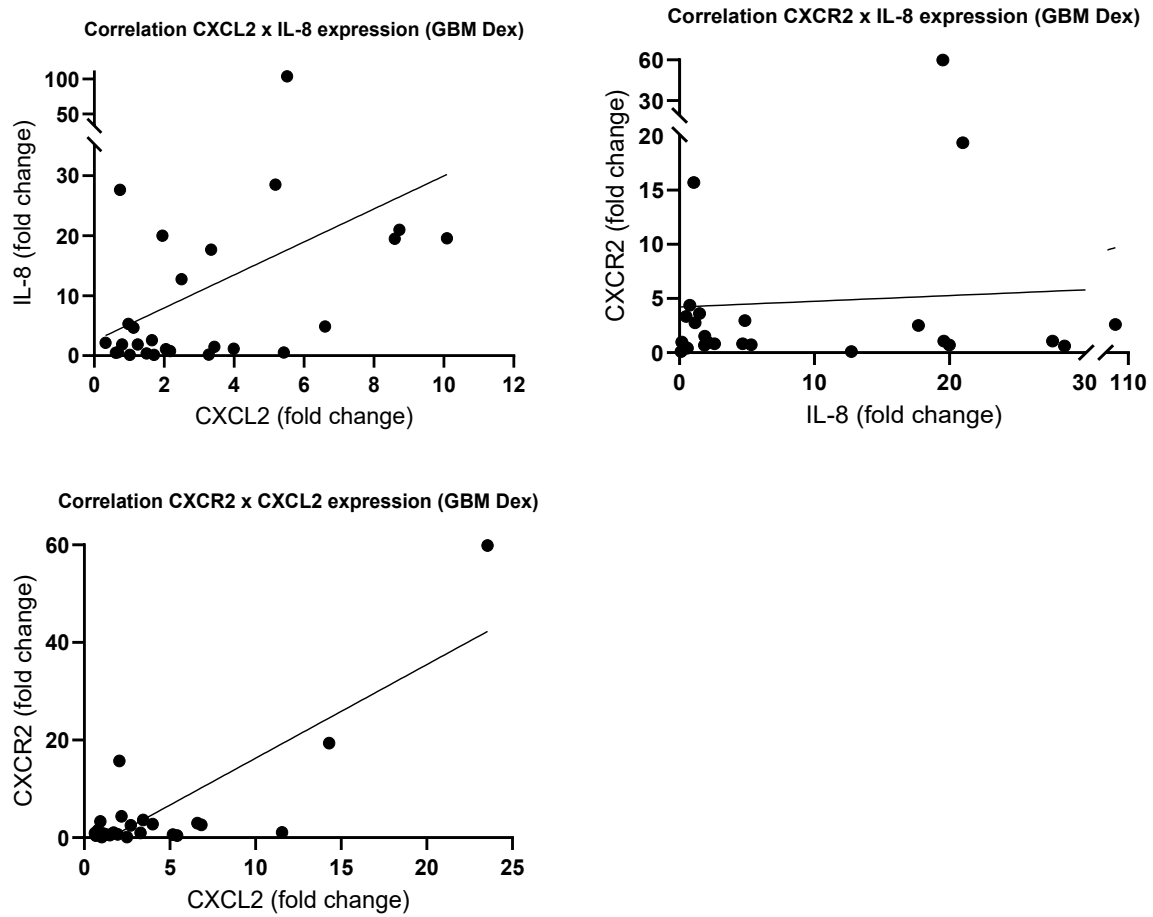 Correlation CXCL2 x IL-8 expression (GBM Dex)
IL-8 (fold change)
100
50
30
20
10
0
0 2 4 6 8 10 12
CXCL2 (fold change)
Correlation CXCR2 x IL-8 expression (GBM Dex)
CXCR2 (fold change)
60
30
20
15
10
5
0
0 10 20 30 110
IL-8 (fold change)
Correlation CXCR2 x CXCL2 expression (GBM Dex)
CXCR2 (fold change)
60
40
20
0
0 5 10 15 20 25
CXCL2 (fold change)